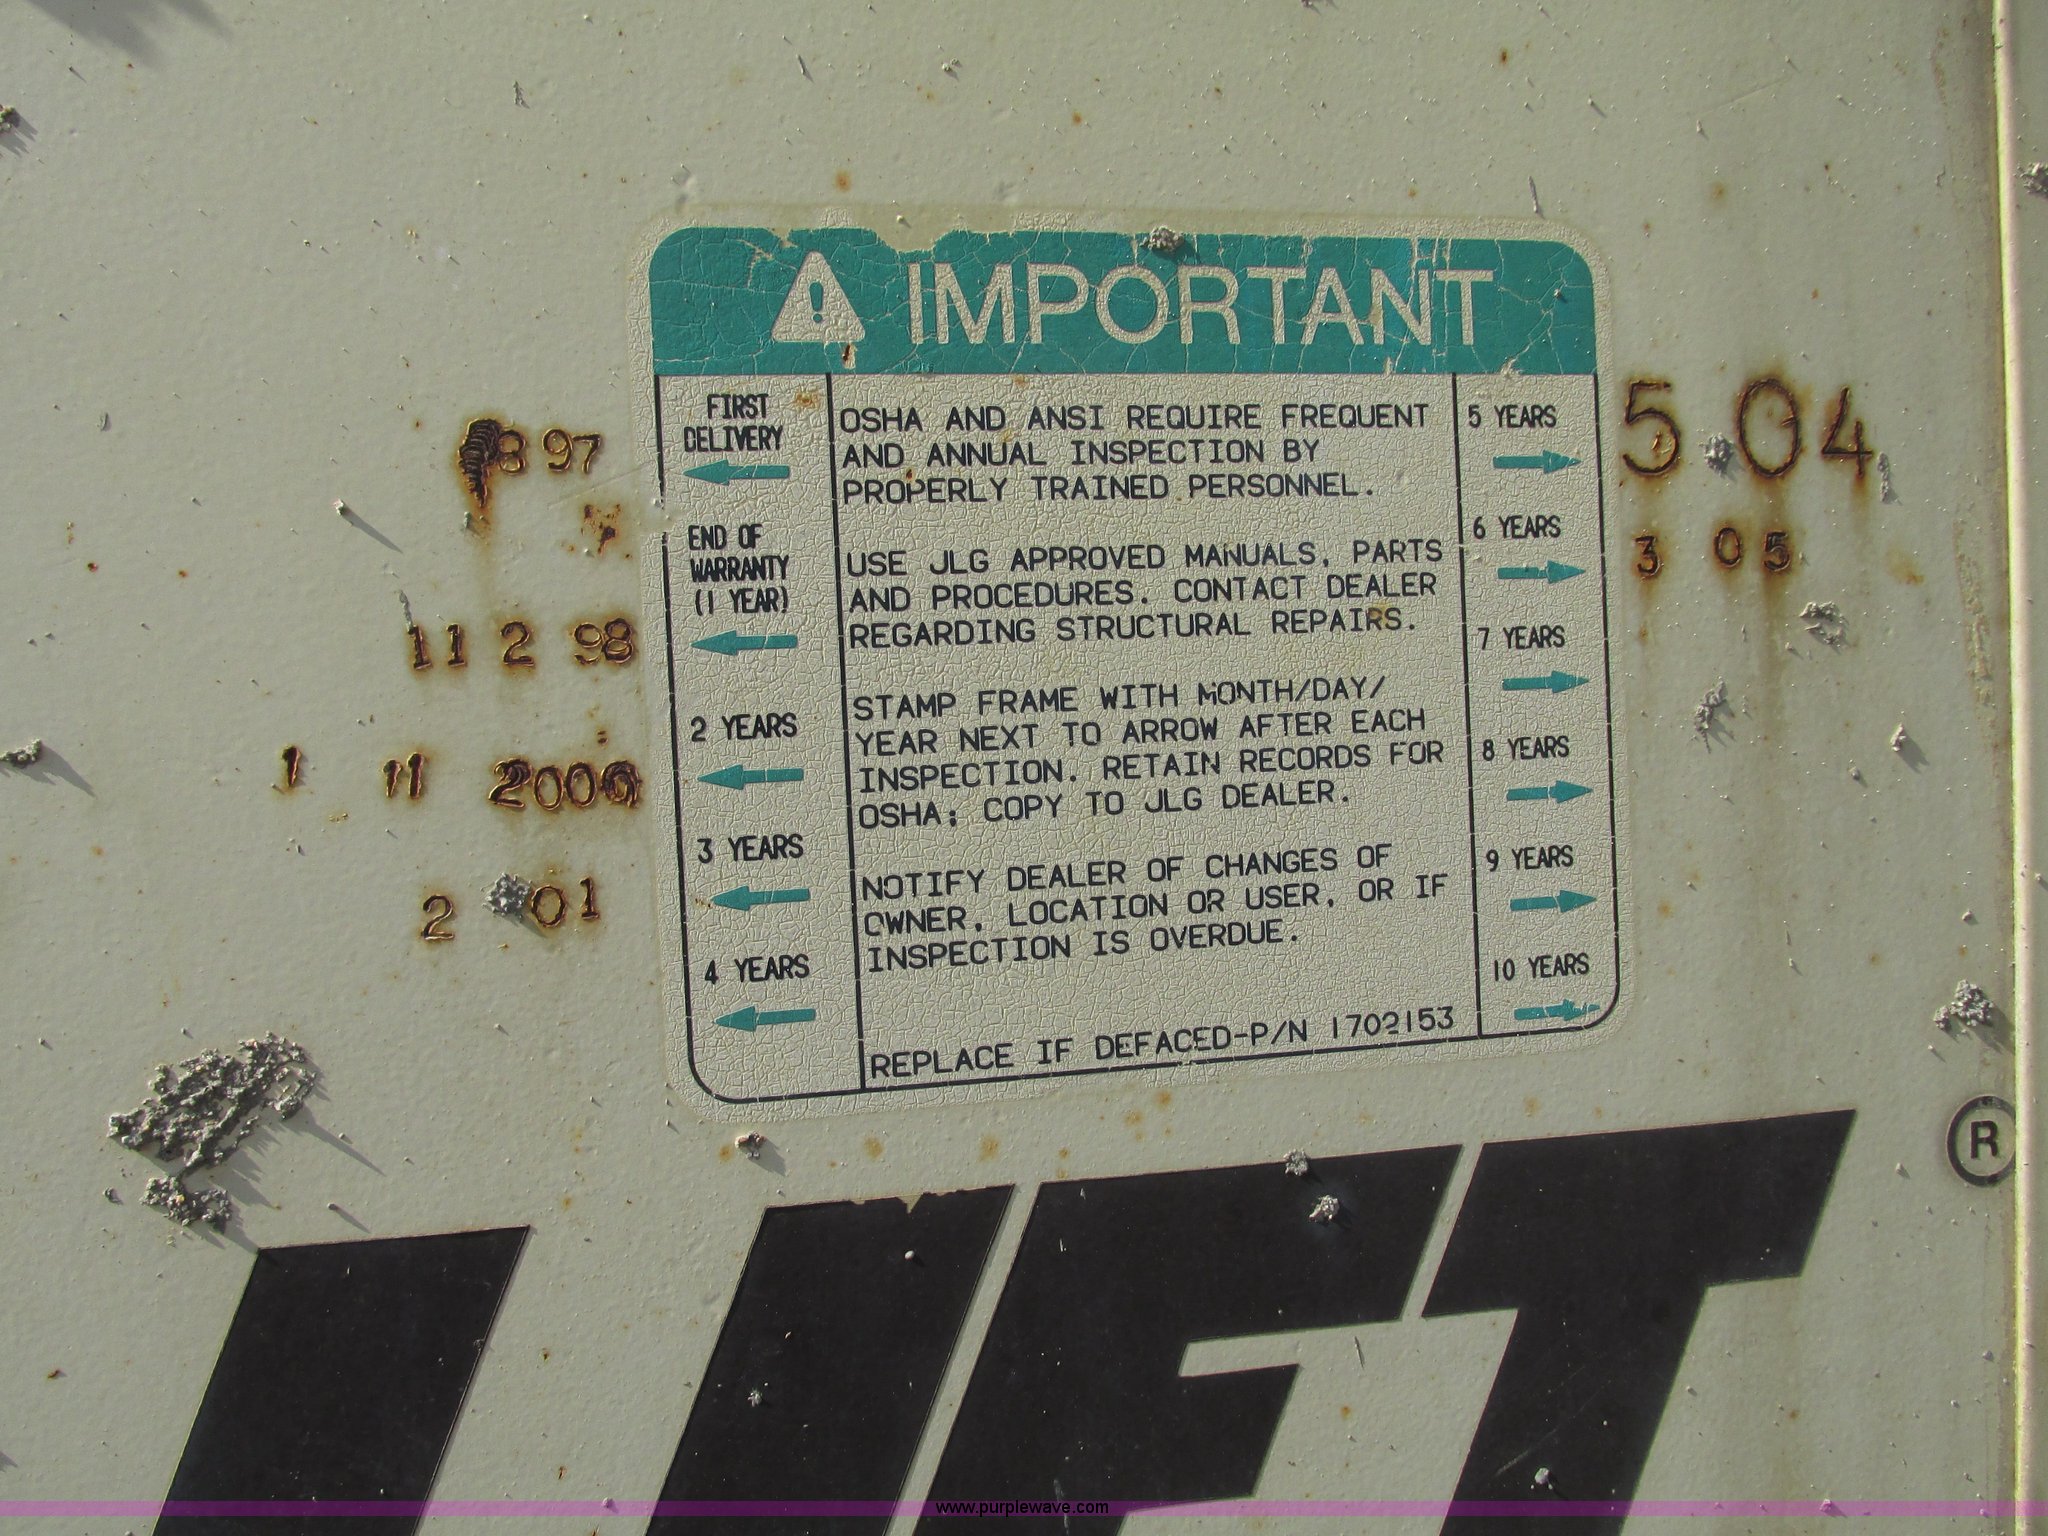 IMPORTANT
FIRST
DELIVERY
8 97
END OF
WARRANTY
(1 YEAR)
11 2 98
2 YEARS
1 11 2000
3 YEARS
2 01
4 YEARS
OSHA AND ANSI REQUIRE FREQUENT
AND ANNUAL INSPECTION BY
PROPERLY TRAINED PERSONNEL.
USE JLG APPROVED MANUALS, PARTS
AND PROCEDURES. CONTACT DEALER
REGARDING STRUCTURAL REPAIRS.
STAMP FRAME WITH MONTH/DAY/
YEAR NEXT TO ARROW AFTER EACH
INSPECTION. RETAIN RECORDS FOR
OSHA; COPY TO JLG DEALER.
NOTIFY DEALER OF CHANGES OF
OWNER, LOCATION OR USER, OR IF
INSPECTION IS OVERDUE.
REPLACE IF DEFACED-P/N 1702153
5 YEARS
5 04
6 YEARS
3 05
7 YEARS
8 YEARS
9 YEARS
10 YEARS
LIFT®
www.purplewave.com